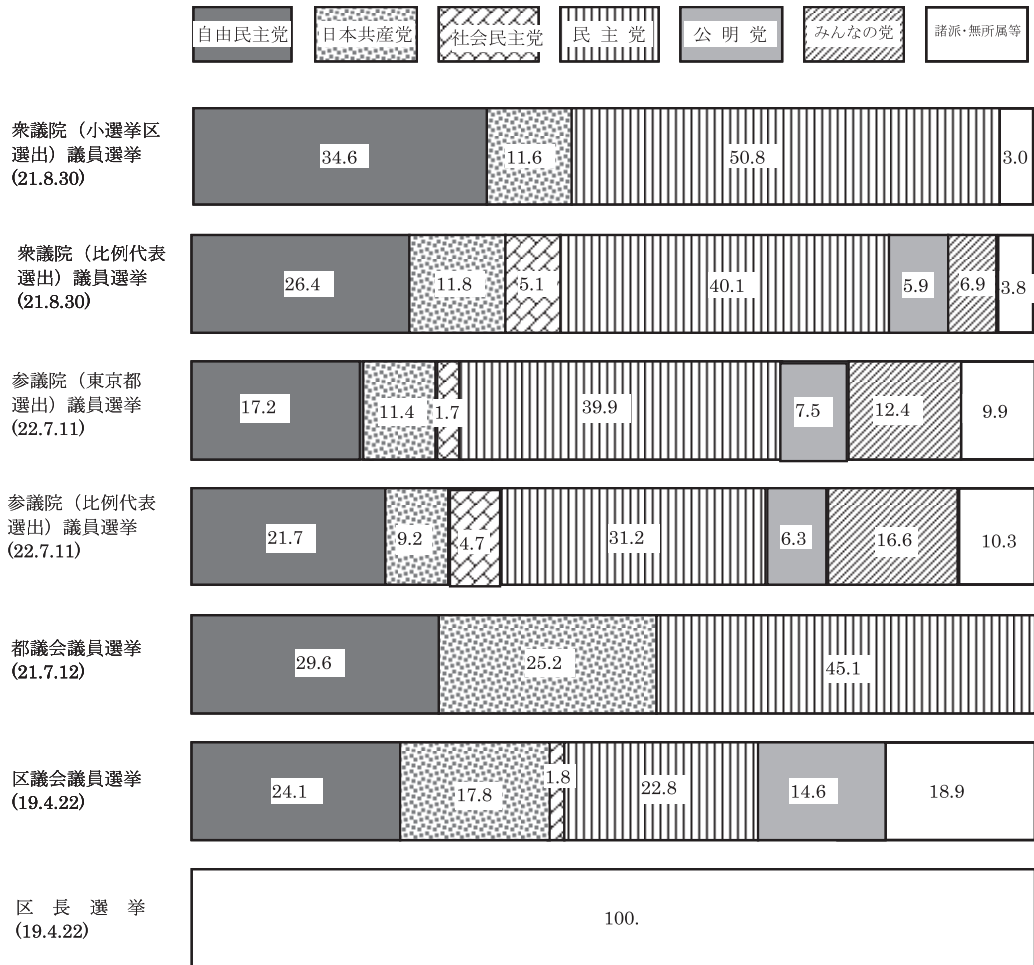 自由民主党 日本共産党 社会民主党 民 主 党 公 明 党 みんなの党 諸派・無所属等
衆議院（小選挙区
選出）議員選挙
(21.8.30)
34.6 11.6 50.8 3.0
衆議院（比例代表
選出）議員選挙
(21.8.30)
26.4 11.8 5.1 40.1 5.9 6.9 3.8
参議院（東京都
選出）議員選挙
(22.7.11)
17.2 11.4 1.7 39.9 7.5 12.4 9.9
参議院（比例代表
選出）議員選挙
(22.7.11)
21.7 9.2 4.7 31.2 6.3 16.6 10.3
都議会議員選挙
(21.7.12)
29.6 25.2 45.1
区議会議員選挙
(19.4.22)
24.1 17.8 1.8 22.8 14.6 18.9
区 長 選 挙
(19.4.22)
100.